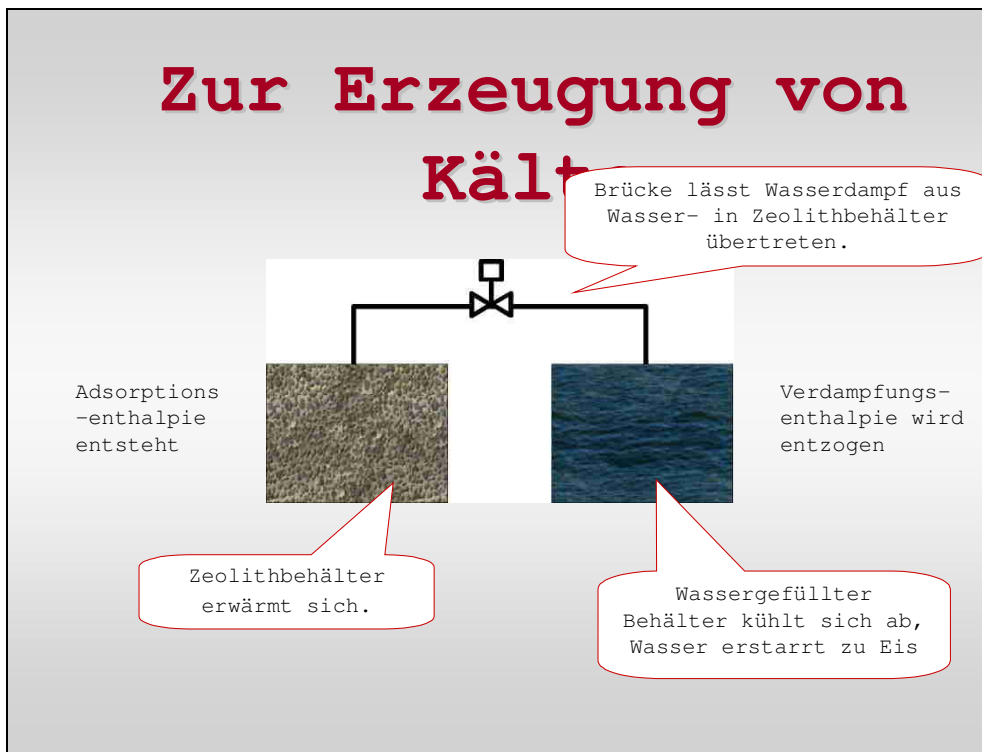 Zur Erzeugung von
Kält
Brücke lässt Wasserdampf aus
Wasser- in Zeolithbehälter
übertreten.
Adsorptions
-enthalpie
entsteht
Verdampfungs-
enthalpie wird
entzogen
Zeolithbehälter
erwärmt sich.
Wassergefüllter
Behälter kühlt sich ab,
Wasser erstarrt zu Eis